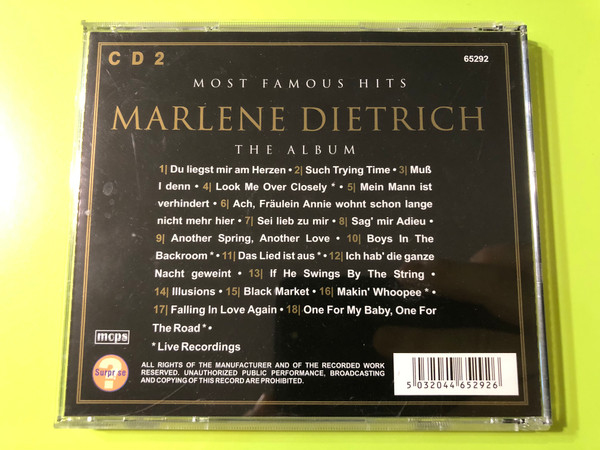 CD2
65292
MOST FAMOUS HITS
MARLENE DIETRICH
THE ALBUM
1| Du liegst mir am Herzen • 2| Such Trying Time • 3| Muß
I denn • 4| Look Me Over Closely * • 5| Mein Mann ist
verhindert • 6| Ach, Fräulein Annie wohnt schon lange
nicht mehr hier • 7| Sei lieb zu mir • 8| Sag' mir Adieu •
9| Another Spring, Another Love • 10| Boys In The
Backroom * • 11| Das Lied ist aus * • 12| Ich hab' die ganze
Nacht geweint • 13| If He Swings By The String •
14| Illusions • 15| Black Market • 16| Makin' Whoopee * •
17| Falling In Love Again • 18| One For My Baby, One For
The Road * •
* Live Recordings
mcps
Surprise
ALL RIGHTS OF THE MANUFACTURER AND OF THE RECORDED WORK
RESERVED. UNAUTHORIZED PUBLIC PERFORMANCE, BROADCASTING
AND COPYING OF THIS RECORD ARE PROHIBITED.
5 032044 652926